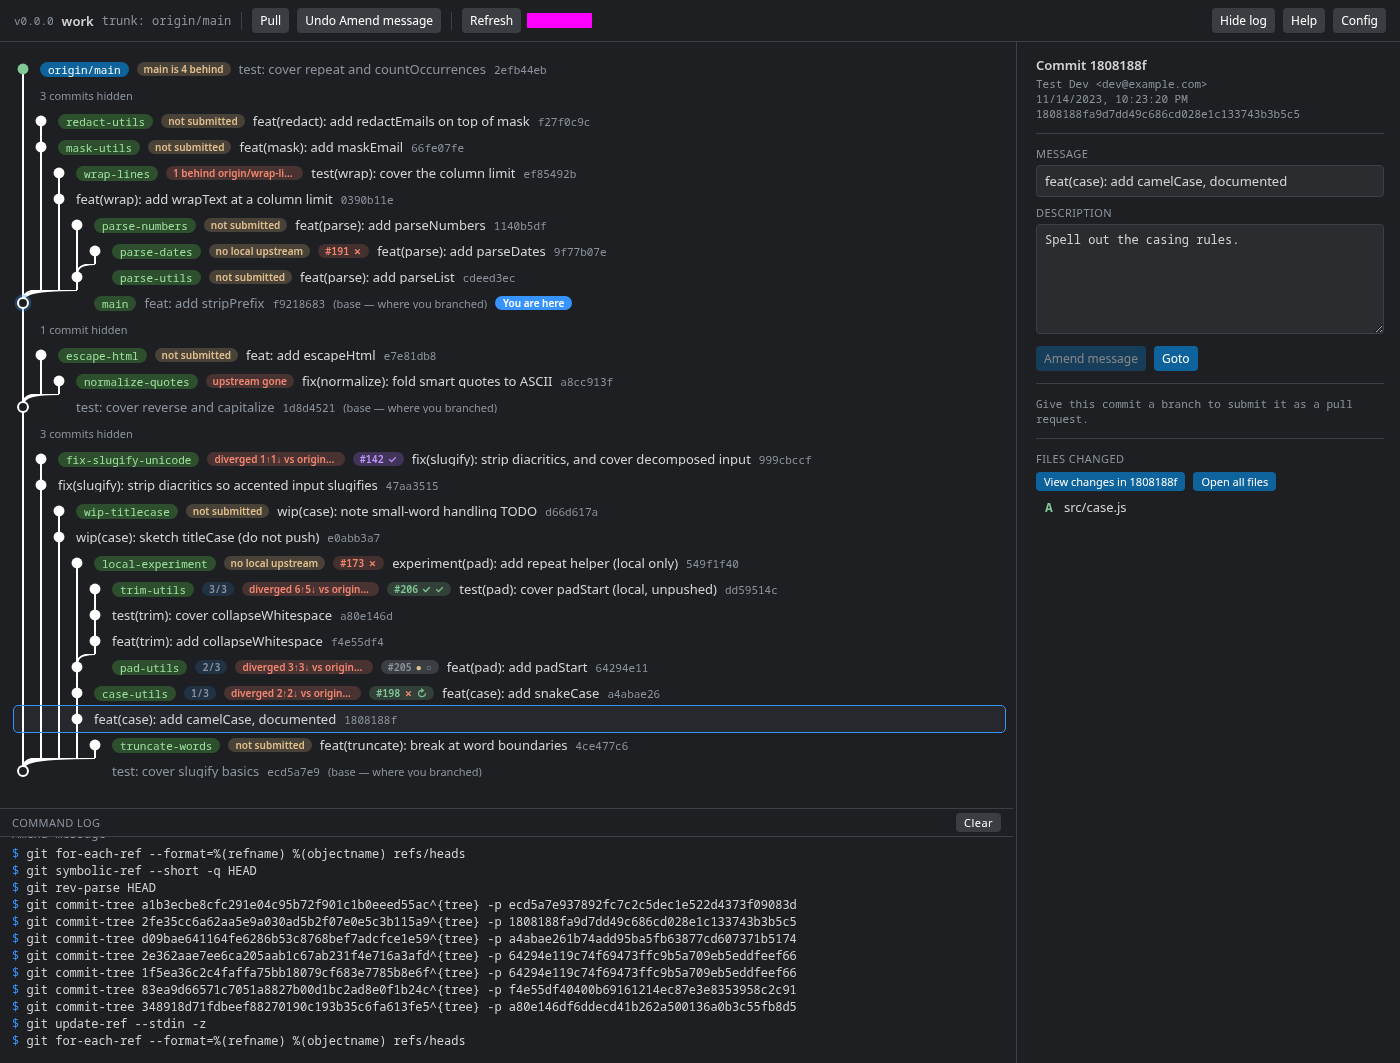 v0.0.0 work trunk: origin/main Pull Undo Amend message Refresh Hide log Help Config
origin/main main is 4 behind test: cover repeat and countOccurrences 2efb44eb
3 commits hidden
redact-utils not submitted feat(redact): add redactEmails on top of mask f27f0c9c
mask-utils not submitted feat(mask): add maskEmail 66fe07fe
wrap-lines 1 behind origin/wrap-li... test(wrap): cover the column limit ef85492b
feat(wrap): add wrapText at a column limit 0390b11e
parse-numbers not submitted feat(parse): add parseNumbers 1140b5df
parse-dates no local upstream #191 × feat(parse): add parseDates 9f77b07e
parse-utils not submitted feat(parse): add parseList cdeed3ec
main feat: add stripPrefix f9218683 (base — where you branched) You are here
1 commit hidden
escape-html not submitted feat: add escapeHtml e7e81db8
normalize-quotes upstream gone fix(normalize): fold smart quotes to ASCII a8cc913f
test: cover reverse and capitalize 1d8d4521 (base — where you branched)
3 commits hidden
fix-slugify-unicode diverged 1↑1↓ vs origin... #142 ✓ fix(slugify): strip diacritics, and cover decomposed input 999cbccf
fix(slugify): strip diacritics so accented input slugifies 47aa3515
wip-titlecase not submitted wip(case): note small-word handling TODO d66d617a
wip(case): sketch titleCase (do not push) e0abb3a7
local-experiment no local upstream #173 × experiment(pad): add repeat helper (local only) 549f1f40
trim-utils 3/3 diverged 6↑5↓ vs origin... #206 ✓ ✓ test(pad): cover padStart (local, unpushed) dd59514c
test(trim): cover collapseWhitespace a80e146d
feat(trim): add collapseWhitespace f4e55df4
pad-utils 2/3 diverged 3↑3↓ vs origin... #205 ● ○ feat(pad): add padStart 64294e11
case-utils 1/3 diverged 2↑2↓ vs origin... #198 × ↻ feat(case): add snakeCase a4abae26
feat(case): add camelCase, documented 1808188f
truncate-words not submitted feat(truncate): break at word boundaries 4ce477c6
test: cover slugify basics ecd5a7e9 (base — where you branched)
COMMAND LOG Clear
$ git for-each-ref --format=%(refname) %(objectname) refs/heads
$ git symbolic-ref --short -q HEAD
$ git rev-parse HEAD
$ git commit-tree a1b3ecbe8cfc291e04c95b72f901c1b0eeed55ac^{tree} -p ecd5a7e937892fc7c2c5dec1e522d4373f09083d
$ git commit-tree 2fe35cc6a62aa5e9a030ad5b2f07e0e5c3b115a9^{tree} -p 1808188fa9d7dd49c686cd028e1c133743b3b5c5
$ git commit-tree d09bae641164fe6286b53c8768bef7adcfce1e59^{tree} -p a4abae261b74add95ba5fb63877cd607371b5174
$ git commit-tree 2e362aae7ee6ca205aab1c67ab231f4e716a3afd^{tree} -p 64294e119c74f69473ffc9b5a709eb5eddfeef66
$ git commit-tree 1f5ea36c2c4faffa75bb18079cf683e7785b8e6f^{tree} -p 64294e119c74f69473ffc9b5a709eb5eddfeef66
$ git commit-tree 83ea9d66571c7051a8827b00d1bc2ad8e0f1b24c^{tree} -p f4e55df40400b69161214ec87e3e8353958c2c91
$ git commit-tree 348918d71fdbeef88270190c193b35c6fa613fe5^{tree} -p a80e146df6ddecd41b262a500136a0b3c55fb8d5
$ git update-ref --stdin -z
$ git for-each-ref --format=%(refname) %(objectname) refs/heads
Commit 1808188f
Test Dev <dev@example.com>
11/14/2023, 10:23:20 PM
1808188fa9d7dd49c686cd028e1c133743b3b5c5
MESSAGE
feat(case): add camelCase, documented
DESCRIPTION
Spell out the casing rules.
Amend message Goto
Give this commit a branch to submit it as a pull
request.
FILES CHANGED
View changes in 1808188f Open all files
A src/case.js